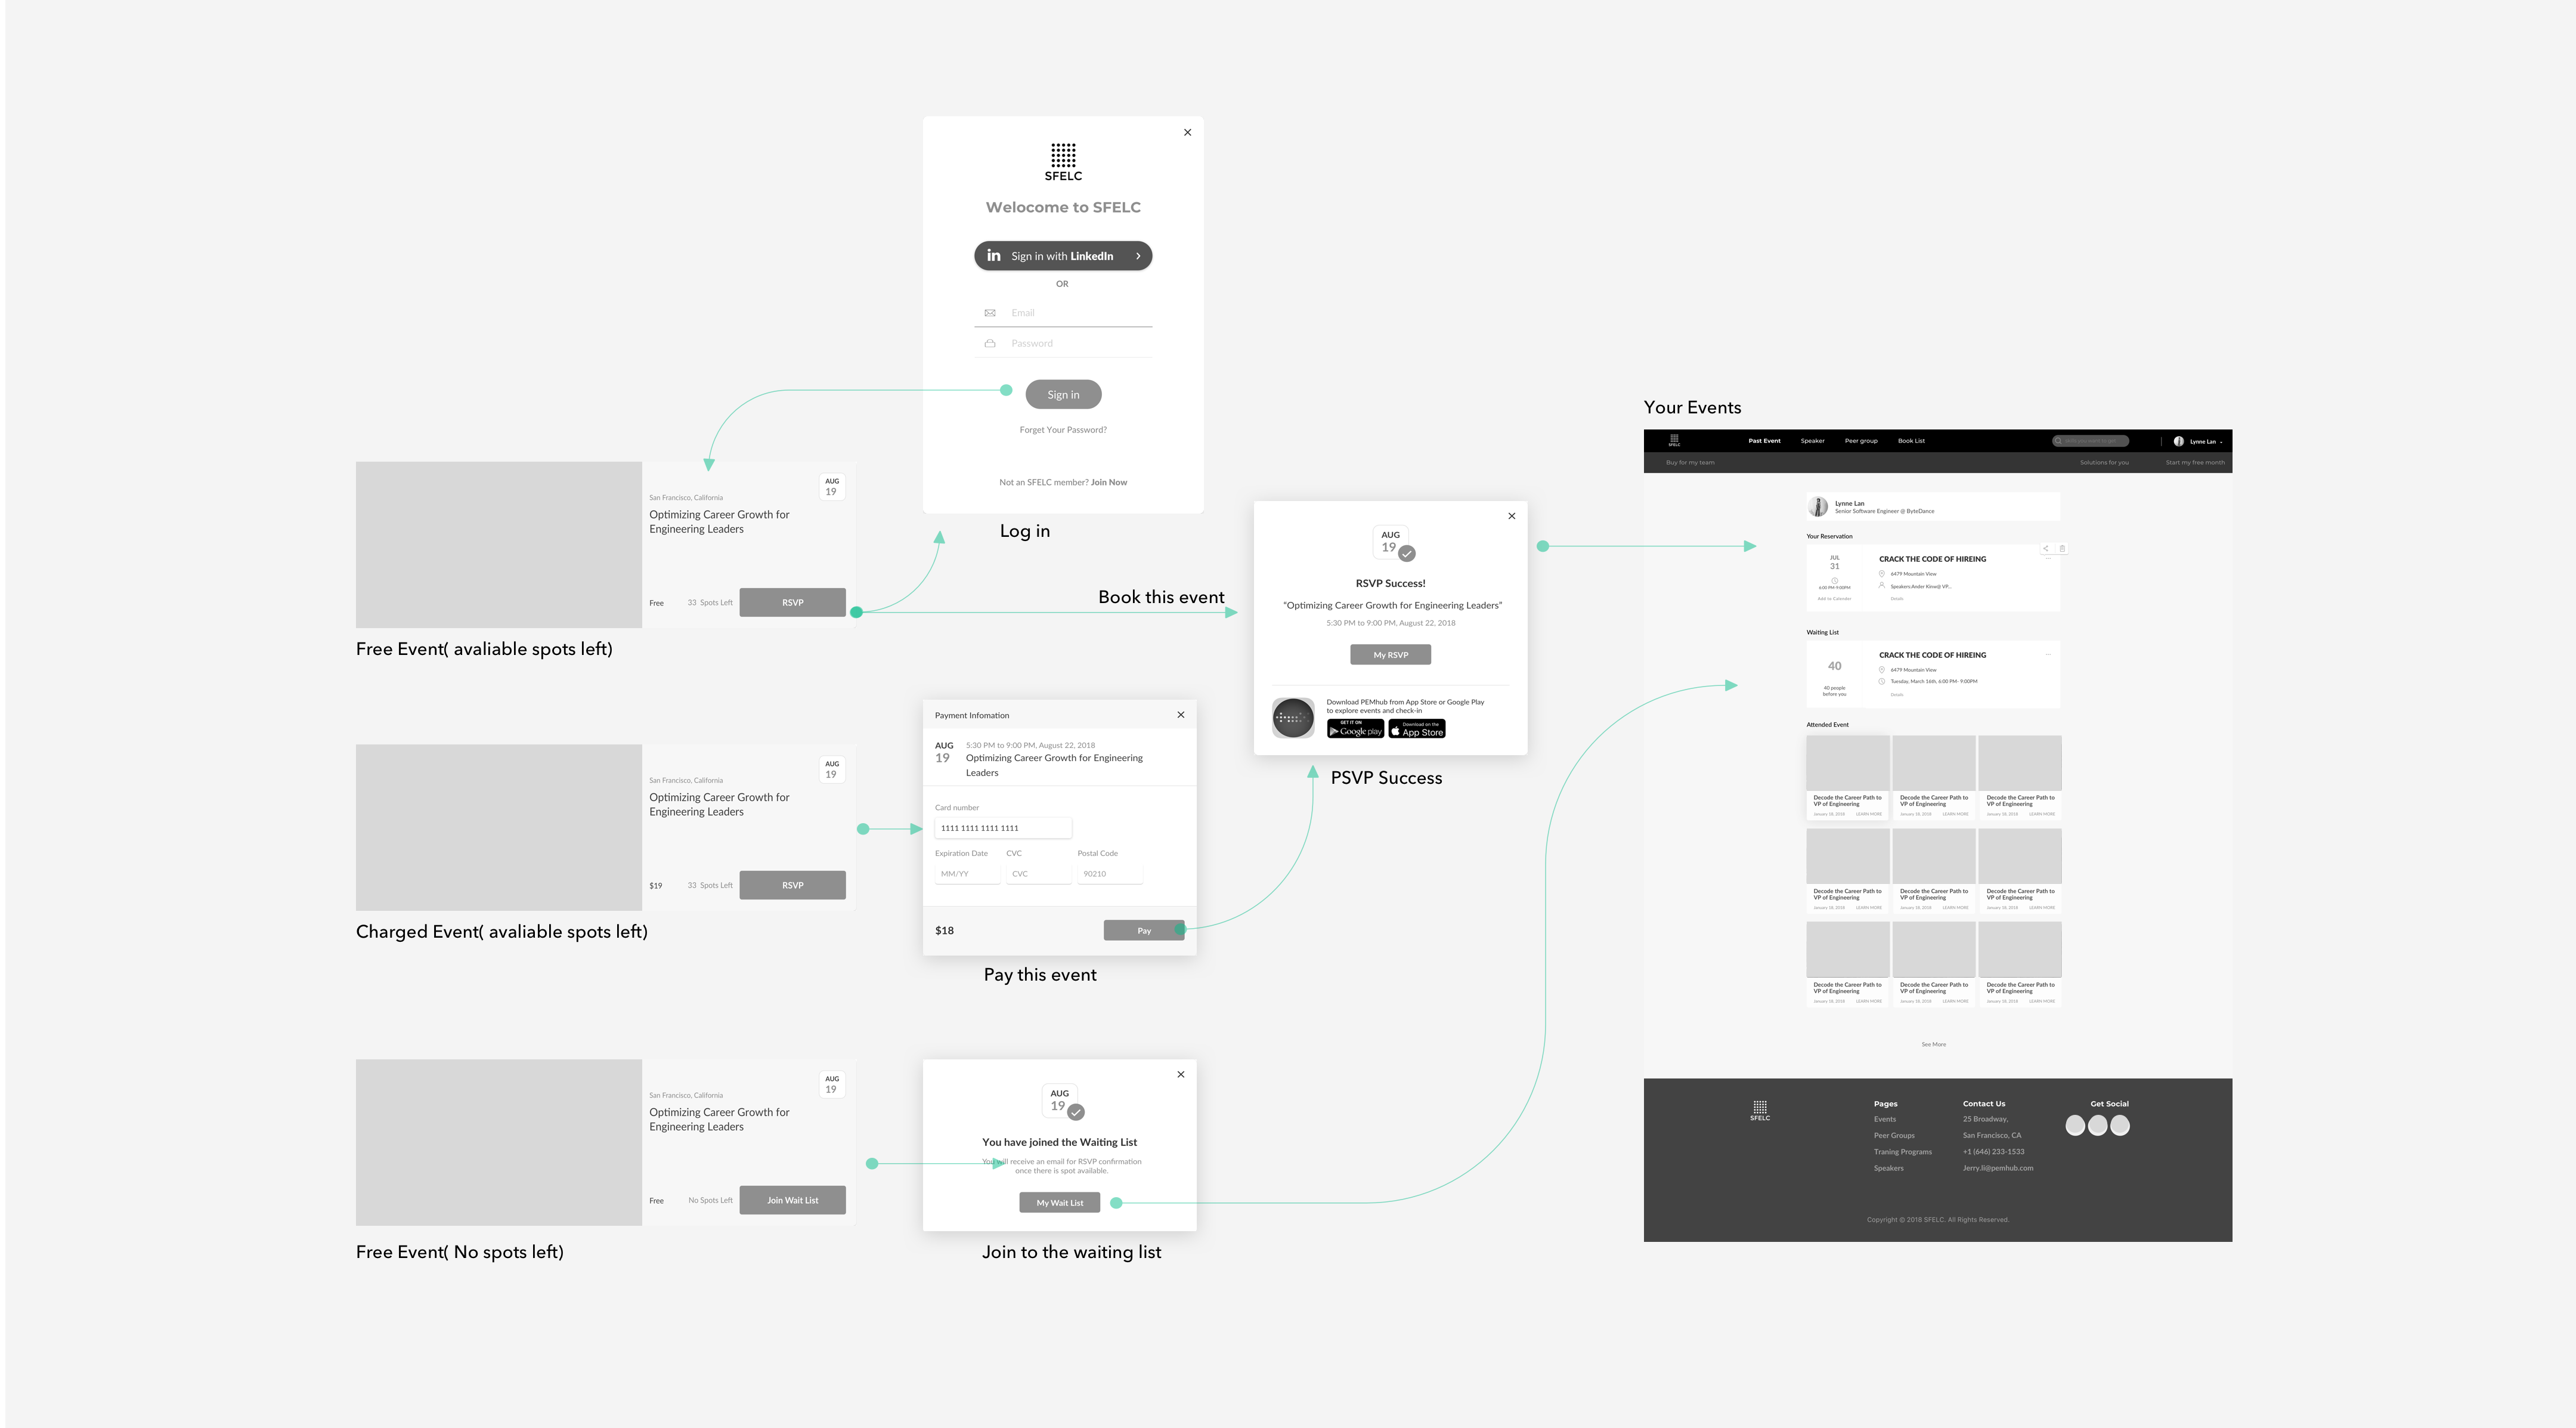 SFELC
Welocome to SFELC
in Sign in with LinkedIn
OR
Email
Password
Sign in
Forget Your Password?
Not an SFELC member? Join Now
Log in
San Francisco, California
AUG
19
Optimizing Career Growth for
Engineering Leaders
Free
33 Spots Left
RSVP
Free Event( avaliable spots left)
Book this event
AUG
19
RSVP Success!
“Optimizing Career Growth for Engineering Leaders”
5:30 PM to 9:00 PM, August 22, 2018
My RSVP
Download PEMhub from App Store or Google Play
to explore events and check-in
GET IT ON
Google play
Download on the
App Store
PSVP Success
San Francisco, California
AUG
19
Optimizing Career Growth for
Engineering Leaders
$19
33 Spots Left
RSVP
Charged Event( avaliable spots left)
Payment Infomation
AUG
19
5:30 PM to 9:00 PM, August 22, 2018
Optimizing Career Growth for Engineering
Leaders
Card number
1111 1111 1111 1111
Expiration Date
CVC
Postal Code
MM/YY
CVC
90210
$18
Pay
Pay this event
San Francisco, California
AUG
19
Optimizing Career Growth for
Engineering Leaders
Free
No Spots Left
Join Wait List
Free Event( No spots left)
AUG
19
You have joined the Waiting List
You will receive an email for RSVP confirmation
once there is spot available.
My Wait List
Join to the waiting list
Your Events
SFELC
Past Event
Speaker
Peer group
Book List
Lynne Lan
Buy for my team
Solutions for you
Start my free month
Lynne Lan
Senior Software Engineer @ ByteDance
Your Reservation
JUL
31
6:00 PM-9:00PM
Add to Calender
CRACK THE CODE OF HIREING
6479 Mountain View
Speakers:Ander Klow@ VP...
Details
Waiting List
40
40 people
before you
CRACK THE CODE OF HIREING
6479 Mountain View
Tuesday, March 16th, 6:00 PM- 9:00PM
Details
Attended Event
Decode the Career Path to
VP of Engineering
January 18, 2018 LEARN MORE
Decode the Career Path to
VP of Engineering
January 18, 2018 LEARN MORE
Decode the Career Path to
VP of Engineering
January 18, 2018 LEARN MORE
Decode the Career Path to
VP of Engineering
January 18, 2018 LEARN MORE
Decode the Career Path to
VP of Engineering
January 18, 2018 LEARN MORE
Decode the Career Path to
VP of Engineering
January 18, 2018 LEARN MORE
Decode the Career Path to
VP of Engineering
January 18, 2018 LEARN MORE
Decode the Career Path to
VP of Engineering
January 18, 2018 LEARN MORE
Decode the Career Path to
VP of Engineering
January 18, 2018 LEARN MORE
See More
SFELC
Pages
Events
Peer Groups
Traning Programs
Speakers
Contact Us
25 Broadway,
San Francisco, CA
+1 (646) 233-1533
Jerry.li@pemhub.com
Get Social
Copyright © 2018 SFELC. All Rights Reserved.